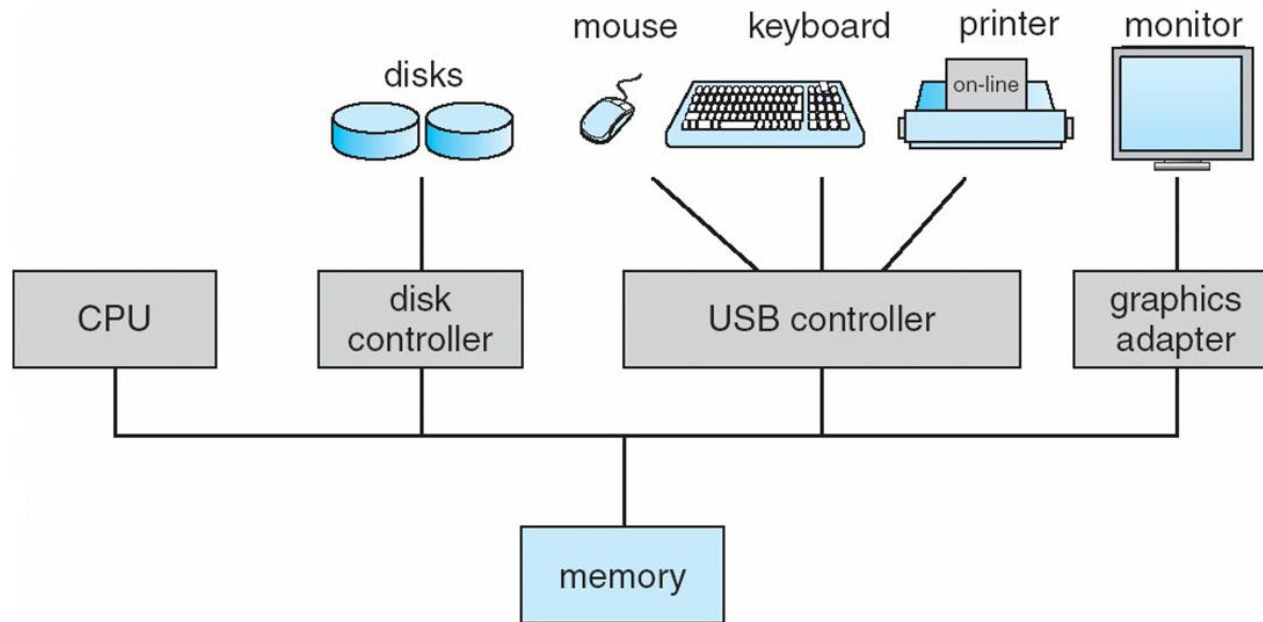 mouse
keyboard
printer
monitor
disks
on-line
CPU
disk
controller
USB controller
graphics
adapter
memory